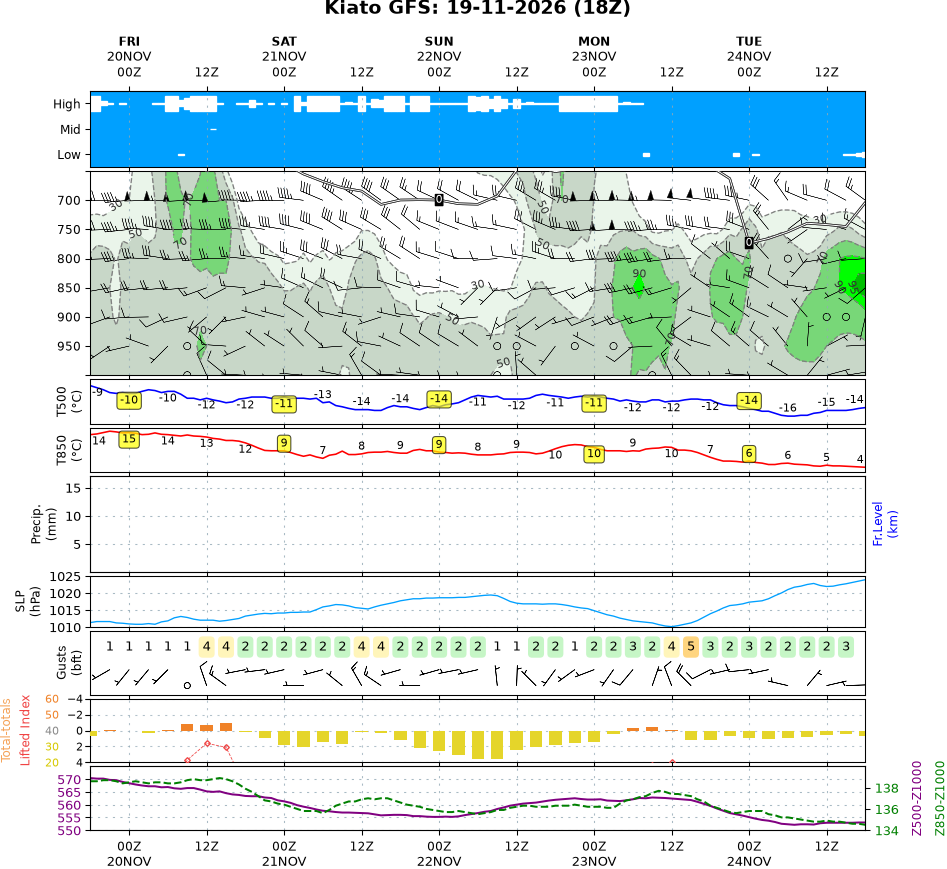 Kiato GFS: 19-11-2026 (18Z)
FRI SAT SUN MON TUE
20NOV 21NOV 22NOV 23NOV 24NOV
00Z 12Z 00Z 12Z 00Z 12Z 00Z 12Z 00Z 12Z
High
Mid
Low
700
750
800
850
900
950
30 50 70 70 30 50 50 50 50 70 90 70 70 30 90
0 0
T500
(°C)
-9 -10 -10 -12 -12 -11 -13 -14 -14 -14 -11 -12 -11 -11 -12 -12 -12 -14 -16 -15 -14
T850
(°C)
14 15 14 13 12 9 7 8 9 9 8 9 10 10 9 10 7 6 6 5 4
Precip.
(mm)
15
10
5
Fr.Level
(km)
SLP
(hPa)
1025
1020
1015
1010
Gusts
(bft)
1 1 1 1 1 4 4 2 2 2 2 2 2 4 4 2 2 2 2 2 1 1 2 2 1 2 2 3 2 4 5 3 2 3 2 2 2 2 3
Total-totals
Lifted Index
60 −4
50 −2
40 0
30 2
20 4
570
565
560
555
550
138
136
134
Z500-Z1000
Z850-Z1000
00Z 12Z 00Z 12Z 00Z 12Z 00Z 12Z 00Z 12Z
20NOV 21NOV 22NOV 23NOV 24NOV